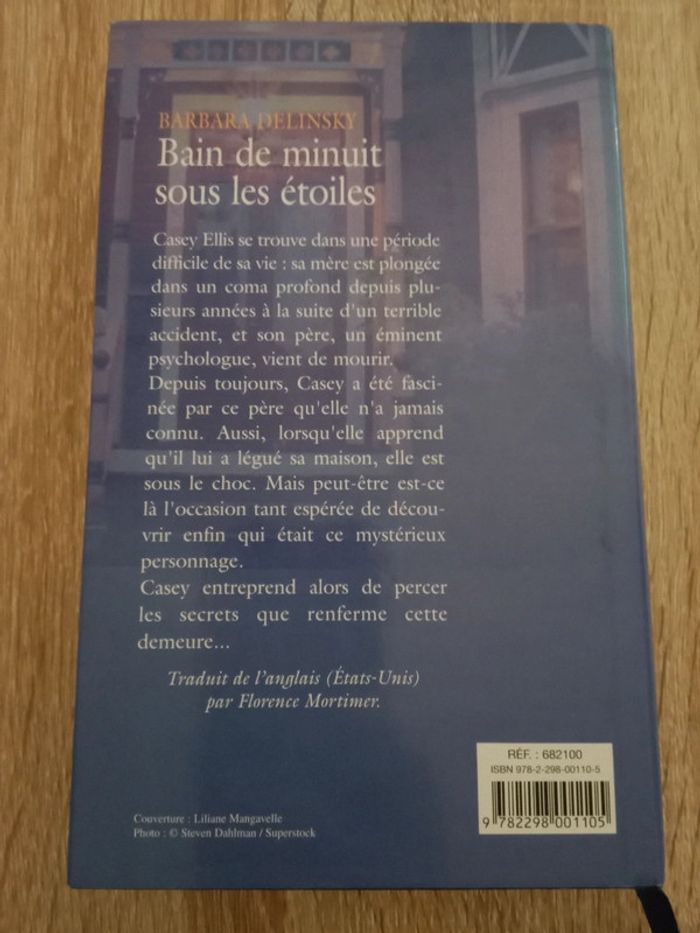 BARBARA DELINSKY
Bain de minuit
sous les étoiles
Casey Ellis se trouve dans une période
difficile de sa vie : sa mère est plongée
dans un coma profond depuis plu-
sieurs années à la suite d'un terrible
accident, et son père, un éminent
psychologue, vient de mourir.
Depuis toujours, Casey a été fasci-
née par ce père qu'elle n'a jamais
connu. Aussi, lorsqu'elle apprend
qu'il lui a légué sa maison, elle est
sous le choc. Mais peut-être est-ce
là l'occasion tant espérée de décou-
vrir enfin qui était ce mystérieux
personnage.
Casey entreprend alors de percer
les secrets que renferme cette
demeure...
Traduit de l'anglais (États-Unis)
par Florence Mortimer.
RÉF. : 682100
ISBN 978-2-298-00110-5
9 782298 001105
Couverture : Liliane Mangavelle
Photo : © Steven Dahlman / Superstock